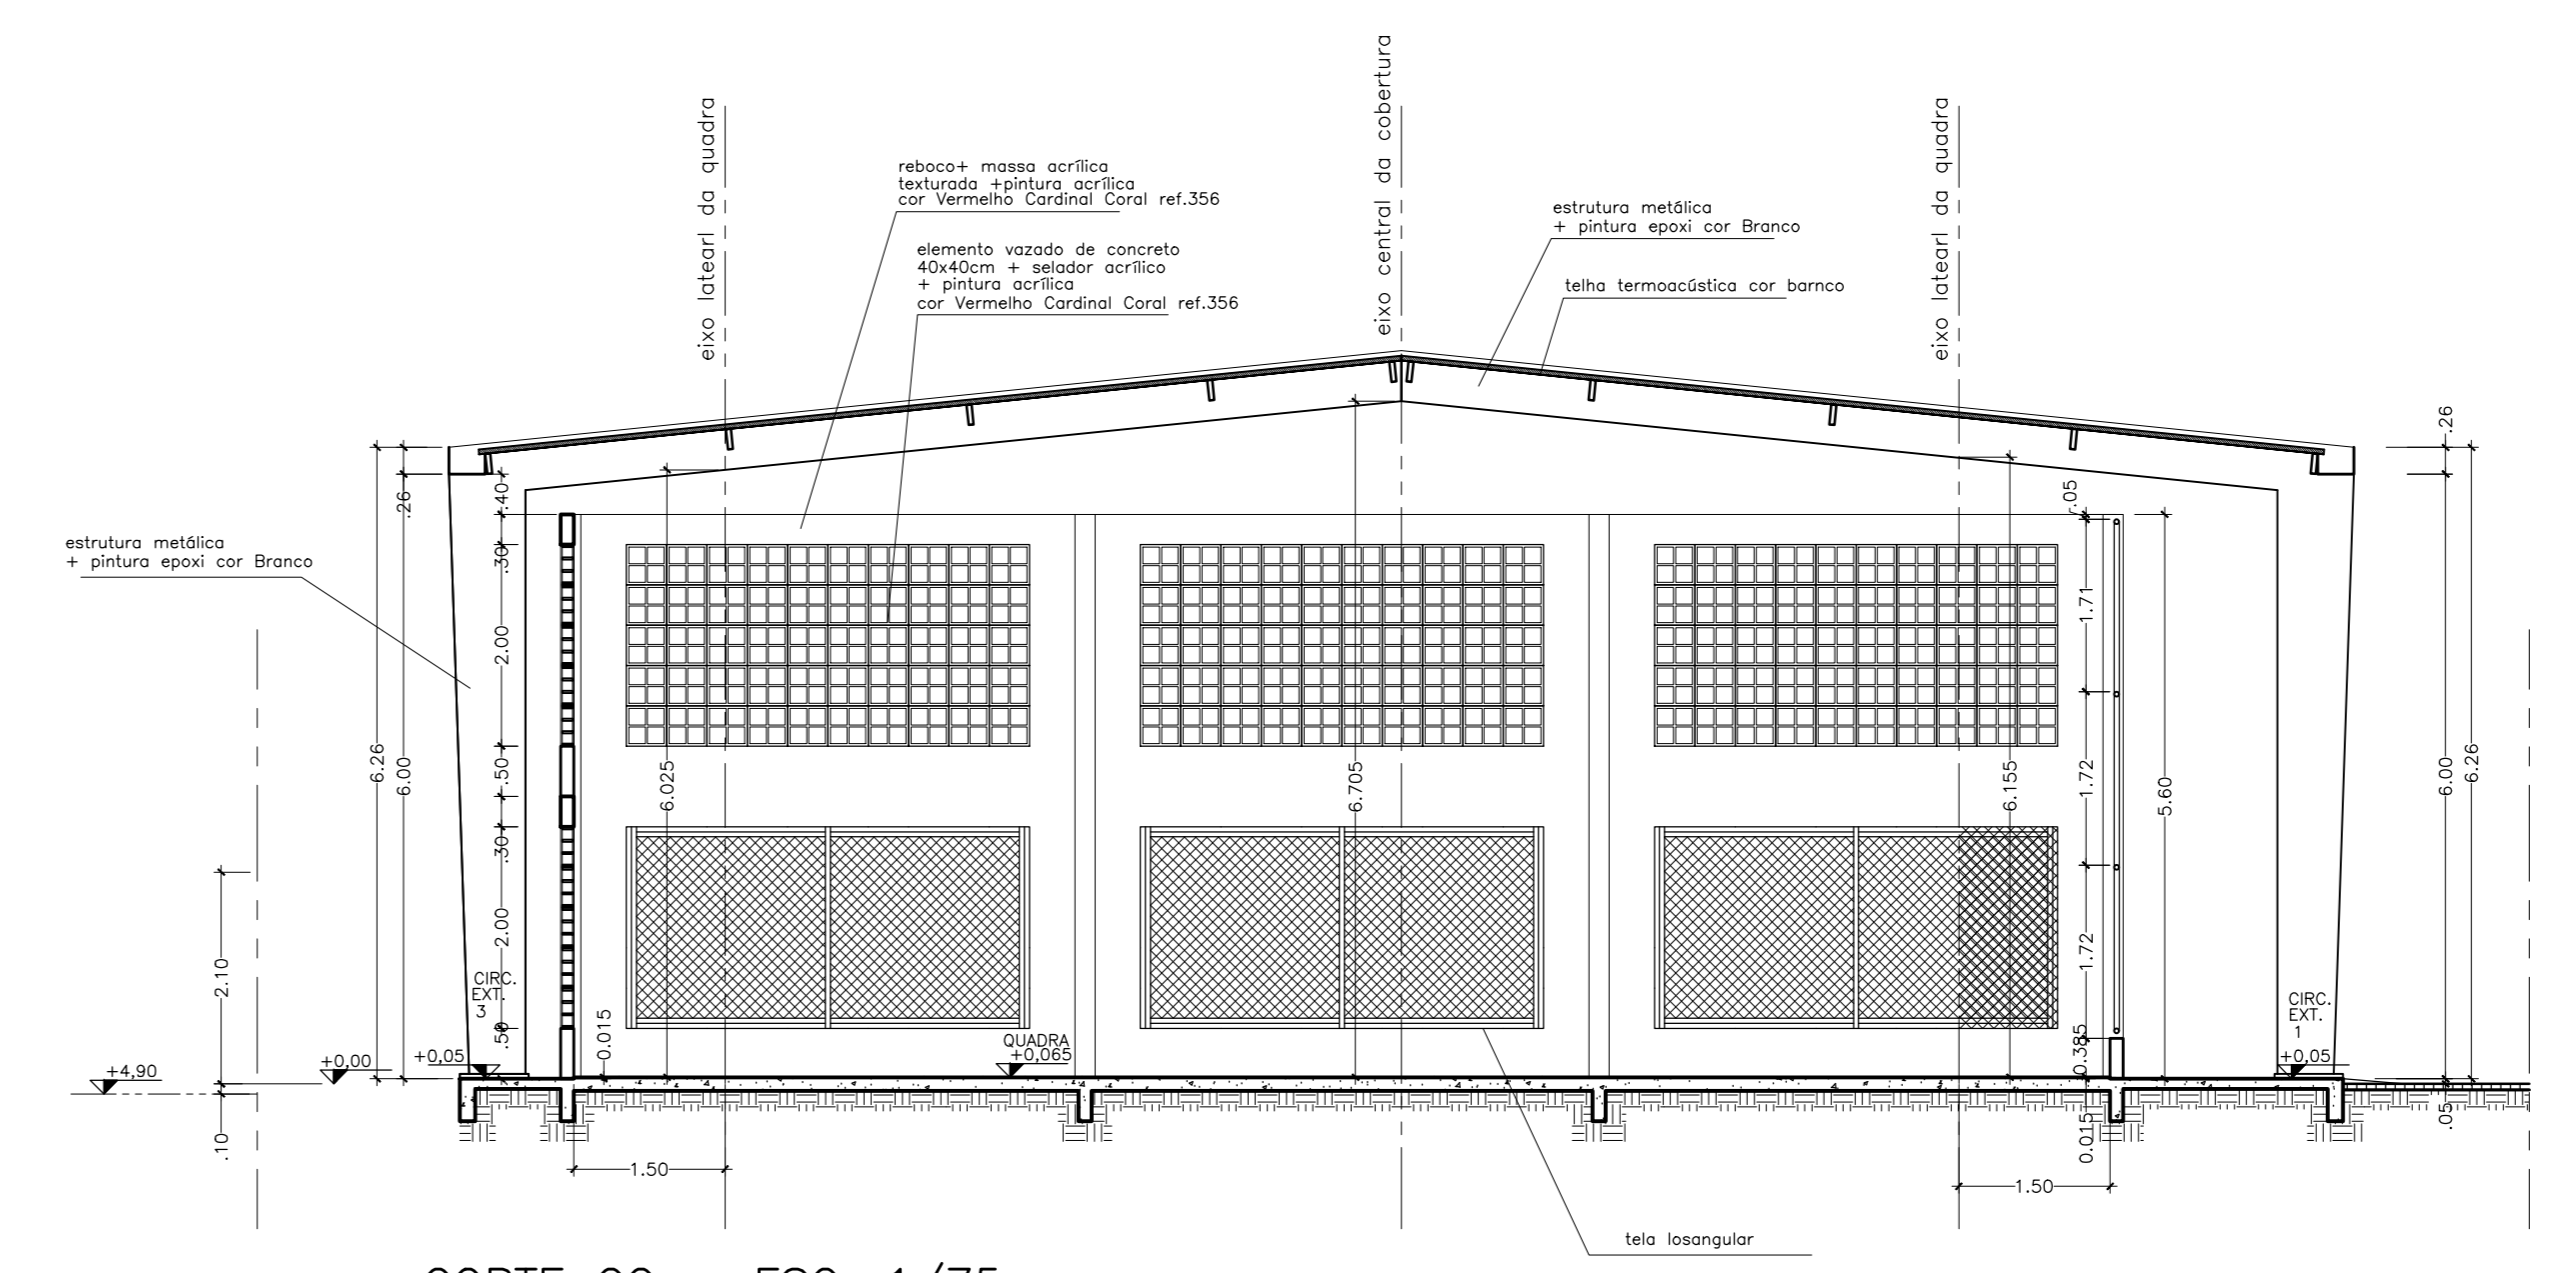 eixo latearl da quadra
eixo central da cobertura
eixo latearl da quadra
reboco+ massa acrílica
texturada +pintura acrílica
cor Vermelho Cardinal Coral ref.356
elemento vazado de concreto
40x40cm + selador acrílico
+ pintura acrílica
cor Vermelho Cardinal Coral ref.356
estrutura metálica
+ pintura epoxi cor Branco
telha termoacústica cor barnco
estrutura metálica
+ pintura epoxi cor Branco
6.26
6.00
.26
.40
.30
2.00
.50
.30
2.00
.50
CIRC.
EXT.
3
2.10
.10
+4,90
+0,00
+0,05
0.015
6.025
QUADRA
+0,065
6.705
6.155
.05
1.71
1.72
1.72
0.385
0.015
5.60
CIRC.
EXT.
1
+0,05
.26
6.00
6.26
.05
1.50
1.50
tela losangular